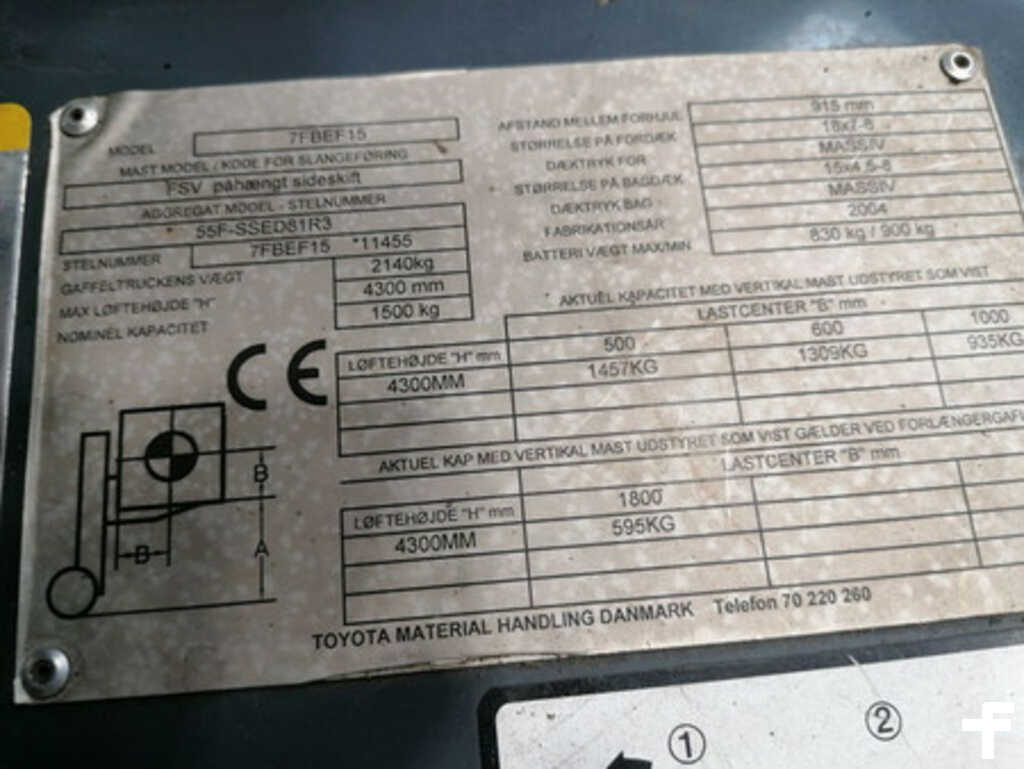 MODEL 7FBEF15
MAST MODEL / KODE FOR SLANGEFØRING
FSV påhængt sideskift
AGGREGAT MODEL - STELNUMMER
55F-SSED81R3
STELNUMMER 7FBEF15 *11455
GAFFELTRUCKENS VÆGT 2140kg
MAX LØFTEHØJDE "H" 4300 mm
NOMINEL KAPACITET 1500 kg
AFSTAND MELLEM FORHJUL 915 mm
STØRRELSE PÅ FORDÆK 18x7-8
DÆKTRYK FOR MASSIV
STØRRELSE PÅ BAGDÆK 15x4.5-8
DÆKTRYK BAG MASSIV
FABRIKATIONSÅR 2004
BATTERI VÆGT MAX/MIN 830 kg / 900 kg
AKTUEL KAPACITET MED VERTIKAL MAST UDSTYRET SOM VIST
LASTCENTER "B" mm
LØFTEHØJDE "H" mm 500 600 1000
4300MM 1457KG 1309KG 935KG
AKTUEL KAP MED VERTIKAL MAST UDSTYRET SOM VIST GÆLDER VED FORLÆNGERGAFL
LASTCENTER "B" mm
LØFTEHØJDE "H" mm 1800
4300MM 595KG
CE
B
B
A
TOYOTA MATERIAL HANDLING DANMARK Telefon 70 220 260
① ②